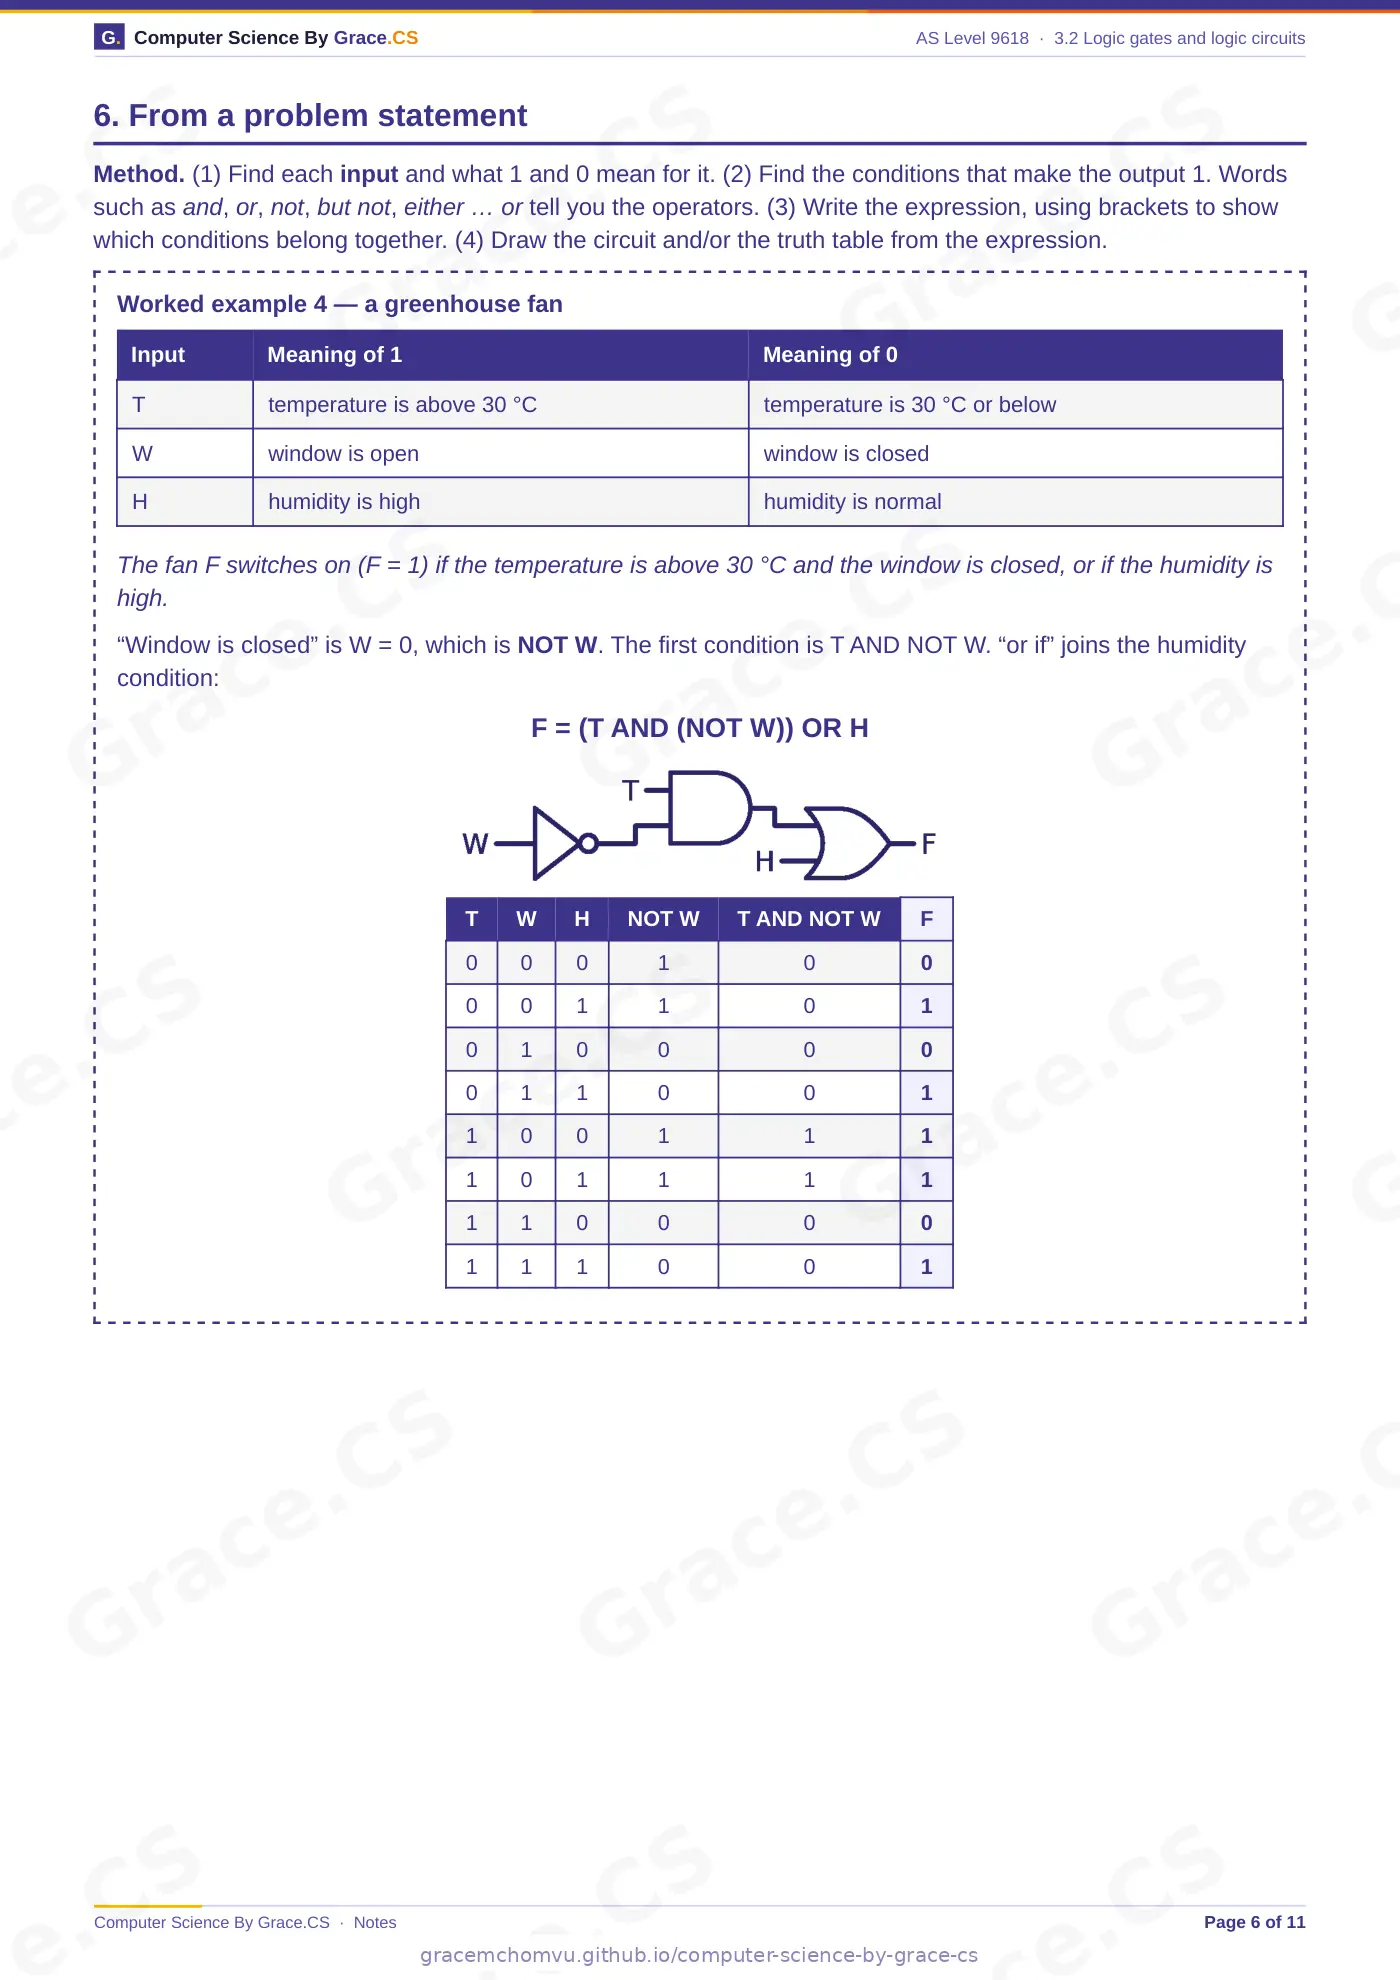 G. Computer Science By Grace.CS
AS Level 9618 · 3.2 Logic gates and logic circuits
6. From a problem statement
Method. (1) Find each input and what 1 and 0 mean for it. (2) Find the conditions that make the output 1. Words
such as and, or, not, but not, either … or tell you the operators. (3) Write the expression, using brackets to show
which conditions belong together. (4) Draw the circuit and/or the truth table from the expression.
Worked example 4 — a greenhouse fan
Input Meaning of 1 Meaning of 0
T temperature is above 30 °C temperature is 30 °C or below
W window is open window is closed
H humidity is high humidity is normal
The fan F switches on (F = 1) if the temperature is above 30 °C and the window is closed, or if the humidity is
high.
“Window is closed” is W = 0, which is NOT W. The first condition is T AND NOT W. “or if” joins the humidity
condition:
F = (T AND (NOT W)) OR H
T
W
H
F
T W H NOT W T AND NOT W F
0 0 0 1 0 0
0 0 1 1 0 1
0 1 0 0 0 0
0 1 1 0 0 1
1 0 0 1 1 1
1 0 1 1 1 1
1 1 0 0 0 0
1 1 1 0 0 1
Computer Science By Grace.CS · Notes
Page 6 of 11
gracemchomvu.github.io/computer-science-by-grace-cs